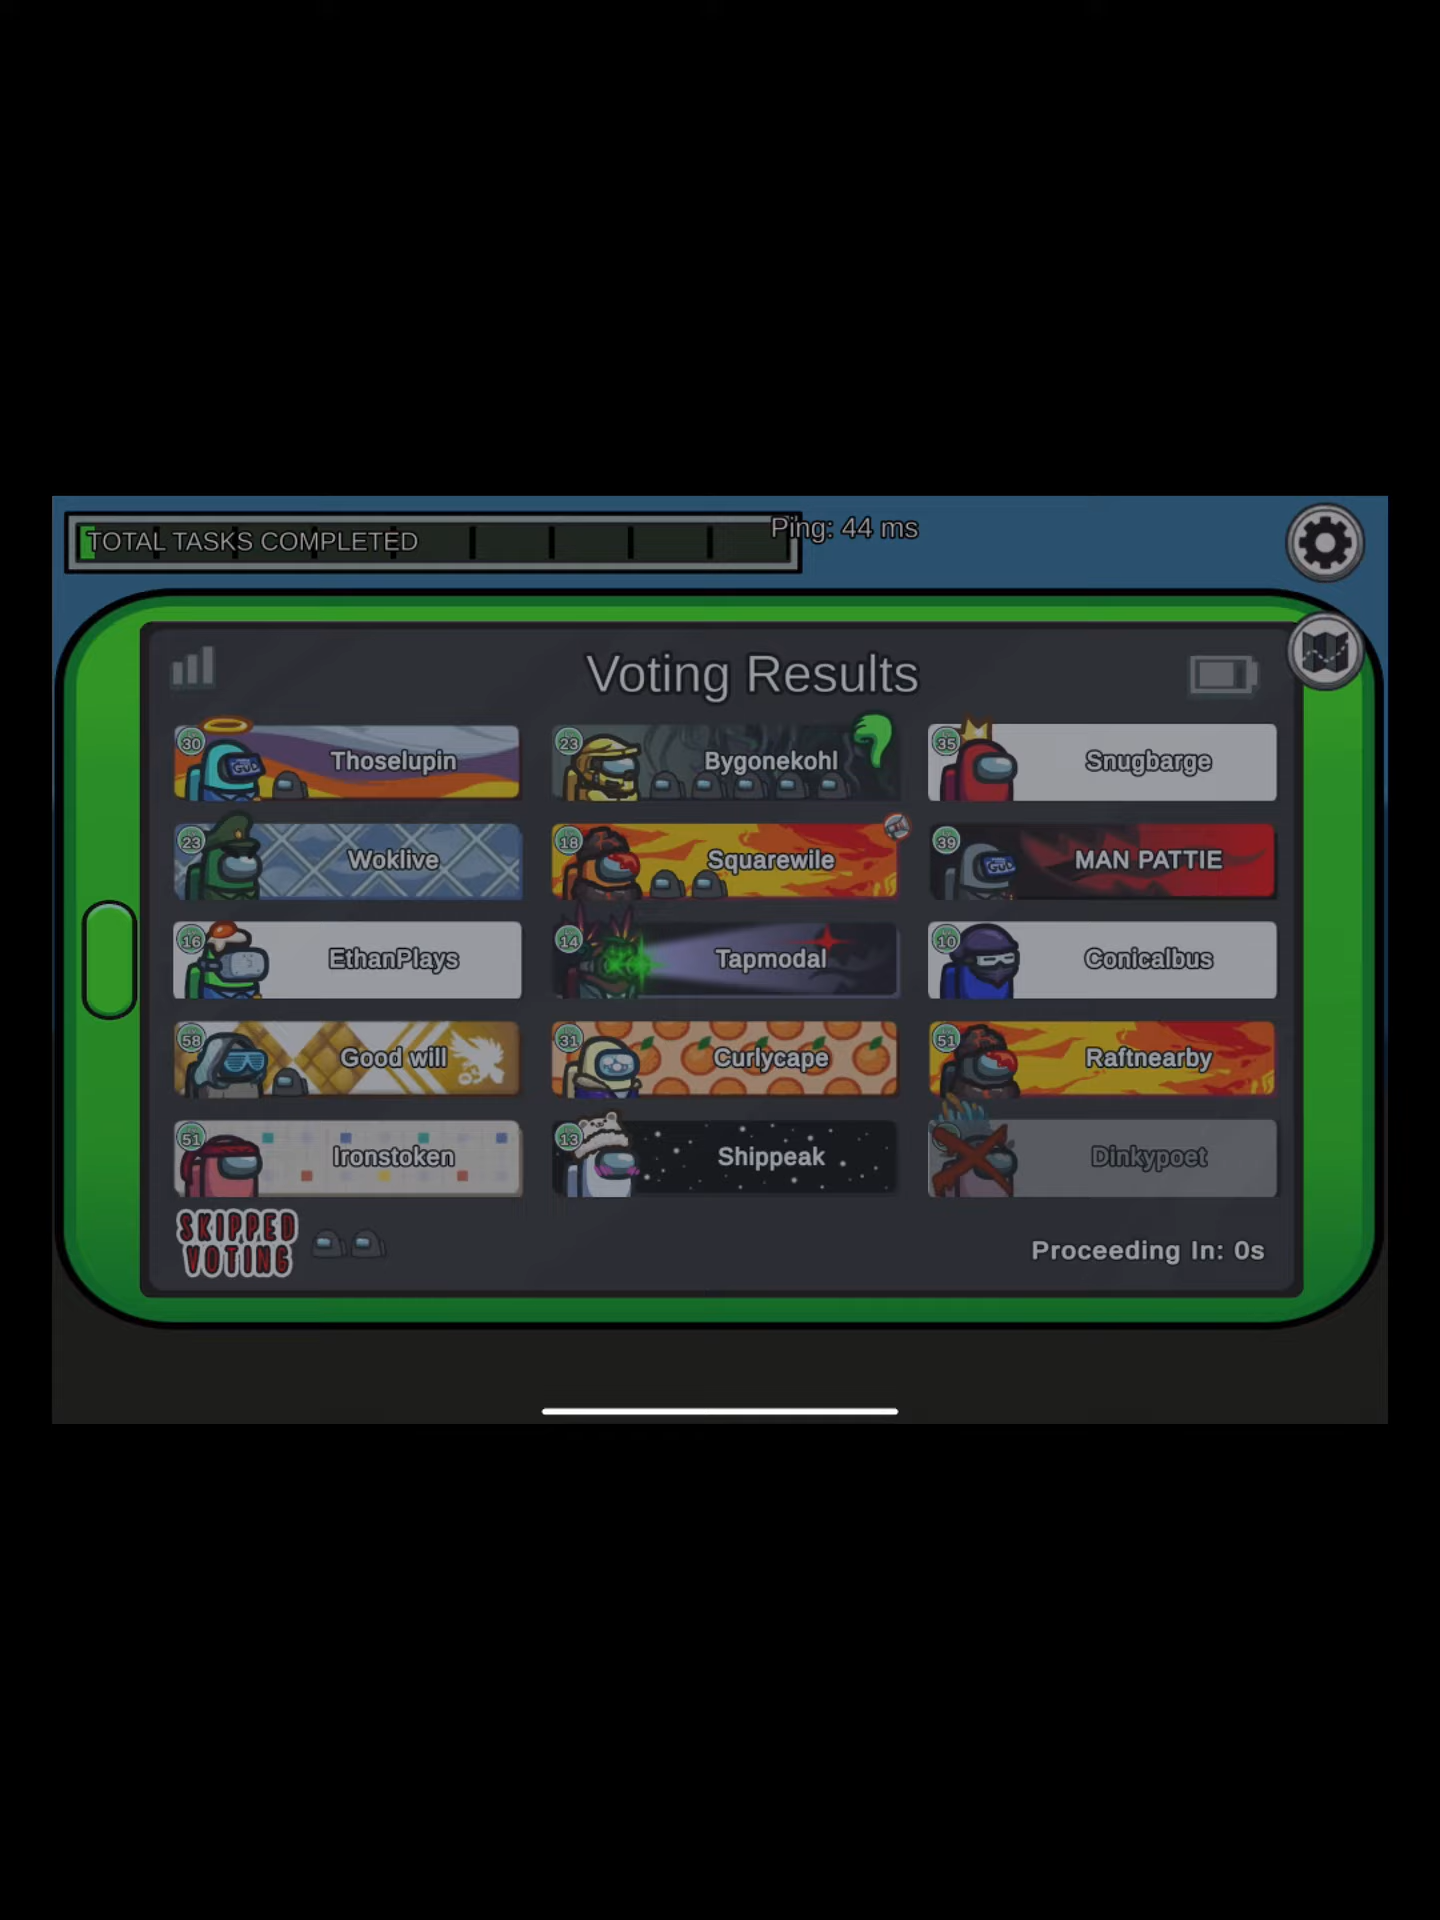 TOTAL TASKS COMPLETED
Ping: 44 ms
Voting Results
30 Thoselupin
23 Bygonekohl
35 Snugbarge
23 Woklive
18 Squarewile
39 MAN PATTIE
16 EthanPlays
14 Tapmodal
10 Conicalbus
58 Good will
31 Curlycape
51 Raftnearby
51 Ironstoken
13 Shippeak
Dinkypoet
SKIPPED
VOTING
Proceeding In: 0s